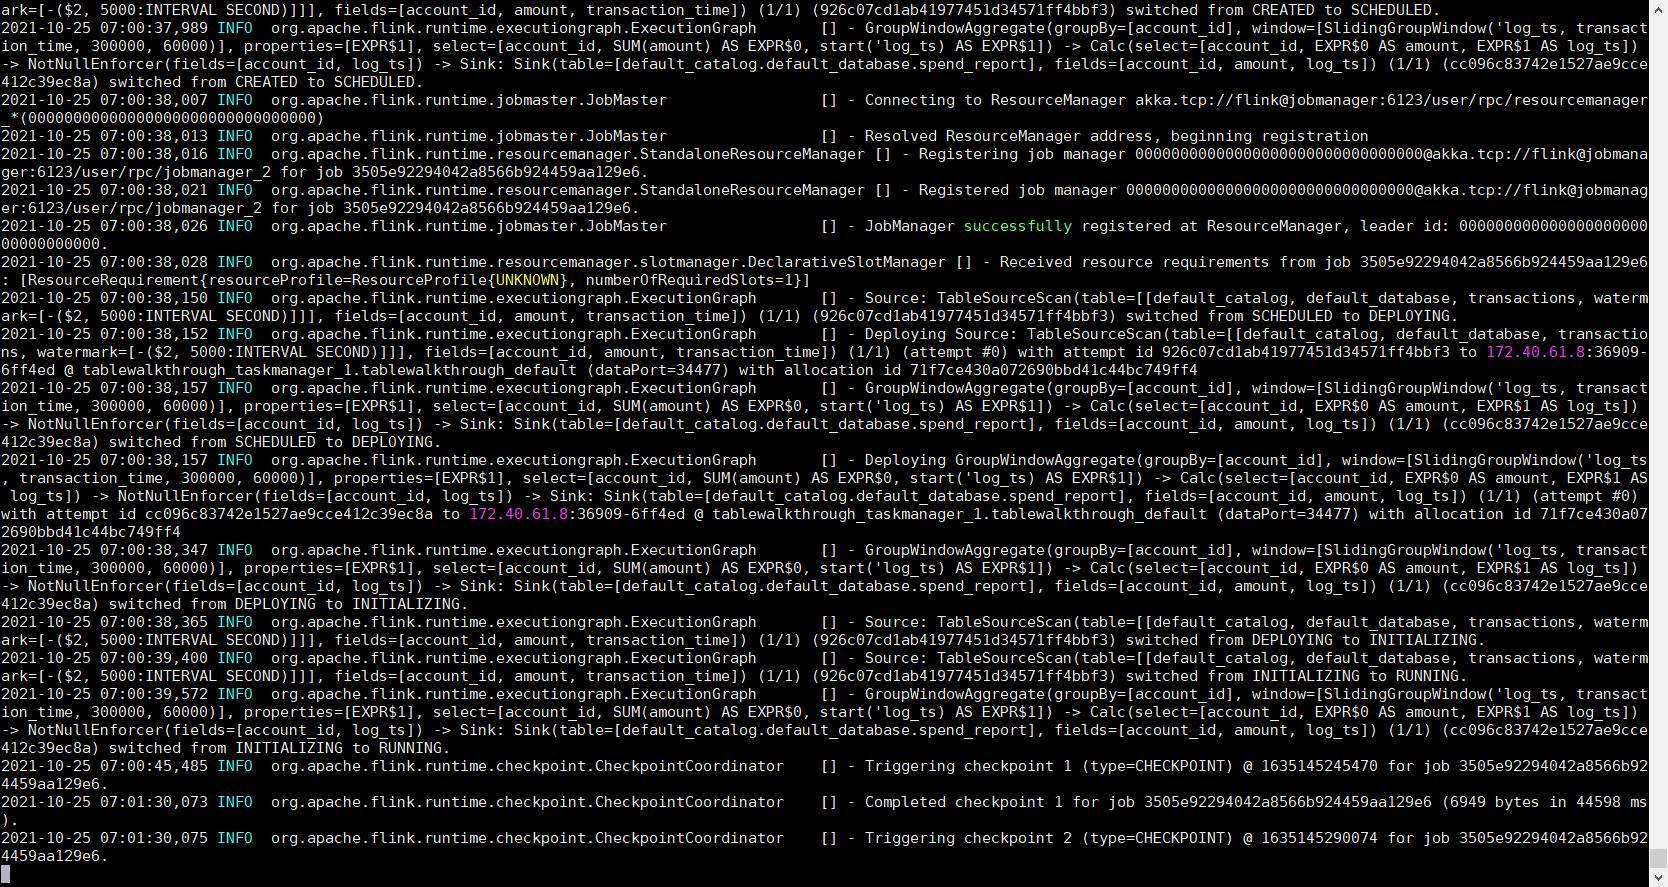 ark=[-($2, 5000:INTERVAL SECOND)]]], fields=[account_id, amount, transaction_time]) (1/1) (926c07cd1ab41977451d34571ff4bbf3) switched from CREATED to SCHEDULED.
2021-10-25 07:00:37,989 INFO  org.apache.flink.runtime.executiongraph.ExecutionGraph       [] - GroupWindowAggregate(groupBy=[account_id], window=[SlidingGroupWindow('log_ts, transact
ion_time, 300000, 60000)], properties=[EXPR$1], select=[account_id, SUM(amount) AS EXPR$0, start('log_ts) AS EXPR$1]) -> Calc(select=[account_id, EXPR$0 AS amount, EXPR$1 AS log_ts])
-> NotNullEnforcer(fields=[account_id, log_ts]) -> Sink: Sink(table=[default_catalog.default_database.spend_report], fields=[account_id, amount, log_ts]) (1/1) (cc096c83742e1527ae9cce
412c39ec8a) switched from CREATED to SCHEDULED.
2021-10-25 07:00:38,007 INFO  org.apache.flink.runtime.jobmaster.JobMaster                 [] - Connecting to ResourceManager akka.tcp://flink@jobmanager:6123/user/rpc/resourcemanager
_*(00000000000000000000000000000000)
2021-10-25 07:00:38,013 INFO  org.apache.flink.runtime.jobmaster.JobMaster                 [] - Resolved ResourceManager address, beginning registration
2021-10-25 07:00:38,016 INFO  org.apache.flink.runtime.resourcemanager.StandaloneResourceManager [] - Registering job manager 00000000000000000000000000000000@akka.tcp://flink@jobmana
ger:6123/user/rpc/jobmanager_2 for job 3505e92294042a8566b924459aa129e6.
2021-10-25 07:00:38,021 INFO  org.apache.flink.runtime.resourcemanager.StandaloneResourceManager [] - Registered job manager 00000000000000000000000000000000@akka.tcp://flink@jobmanag
er:6123/user/rpc/jobmanager_2 for job 3505e92294042a8566b924459aa129e6.
2021-10-25 07:00:38,026 INFO  org.apache.flink.runtime.jobmaster.JobMaster                 [] - JobManager successfully registered at ResourceManager, leader id: 000000000000000000000
00000000000.
2021-10-25 07:00:38,028 INFO  org.apache.flink.runtime.resourcemanager.slotmanager.DeclarativeSlotManager [] - Received resource requirements from job 3505e92294042a8566b924459aa129e6
: [ResourceRequirement{resourceProfile=ResourceProfile{UNKNOWN}, numberOfRequiredSlots=1}]
2021-10-25 07:00:38,150 INFO  org.apache.flink.runtime.executiongraph.ExecutionGraph       [] - Source: TableSourceScan(table=[[default_catalog, default_database, transactions, waterm
ark=[-($2, 5000:INTERVAL SECOND)]]], fields=[account_id, amount, transaction_time]) (1/1) (926c07cd1ab41977451d34571ff4bbf3) switched from SCHEDULED to DEPLOYING.
2021-10-25 07:00:38,152 INFO  org.apache.flink.runtime.executiongraph.ExecutionGraph       [] - Deploying Source: TableSourceScan(table=[[default_catalog, default_database, transactio
ns, watermark=[-($2, 5000:INTERVAL SECOND)]]], fields=[account_id, amount, transaction_time]) (1/1) (attempt #0) with attempt id 926c07cd1ab41977451d34571ff4bbf3 to 172.40.61.8:36909-
6ff4ed @ tablewalkthrough_taskmanager_1.tablewalkthrough_default (dataPort=34477) with allocation id 71f7ce430a072690bbd41c44bc749ff4
2021-10-25 07:00:38,157 INFO  org.apache.flink.runtime.executiongraph.ExecutionGraph       [] - GroupWindowAggregate(groupBy=[account_id], window=[SlidingGroupWindow('log_ts, transact
ion_time, 300000, 60000)], properties=[EXPR$1], select=[account_id, SUM(amount) AS EXPR$0, start('log_ts) AS EXPR$1]) -> Calc(select=[account_id, EXPR$0 AS amount, EXPR$1 AS log_ts])
-> NotNullEnforcer(fields=[account_id, log_ts]) -> Sink: Sink(table=[default_catalog.default_database.spend_report], fields=[account_id, amount, log_ts]) (1/1) (cc096c83742e1527ae9cce
412c39ec8a) switched from SCHEDULED to DEPLOYING.
2021-10-25 07:00:38,157 INFO  org.apache.flink.runtime.executiongraph.ExecutionGraph       [] - Deploying GroupWindowAggregate(groupBy=[account_id], window=[SlidingGroupWindow('log_ts
, transaction_time, 300000, 60000)], properties=[EXPR$1], select=[account_id, SUM(amount) AS EXPR$0, start('log_ts) AS EXPR$1]) -> Calc(select=[account_id, EXPR$0 AS amount, EXPR$1 AS
 log_ts]) -> NotNullEnforcer(fields=[account_id, log_ts]) -> Sink: Sink(table=[default_catalog.default_database.spend_report], fields=[account_id, amount, log_ts]) (1/1) (attempt #0)
with attempt id cc096c83742e1527ae9cce412c39ec8a to 172.40.61.8:36909-6ff4ed @ tablewalkthrough_taskmanager_1.tablewalkthrough_default (dataPort=34477) with allocation id 71f7ce430a07
2690bbd41c44bc749ff4
2021-10-25 07:00:38,347 INFO  org.apache.flink.runtime.executiongraph.ExecutionGraph       [] - GroupWindowAggregate(groupBy=[account_id], window=[SlidingGroupWindow('log_ts, transact
ion_time, 300000, 60000)], properties=[EXPR$1], select=[account_id, SUM(amount) AS EXPR$0, start('log_ts) AS EXPR$1]) -> Calc(select=[account_id, EXPR$0 AS amount, EXPR$1 AS log_ts])
-> NotNullEnforcer(fields=[account_id, log_ts]) -> Sink: Sink(table=[default_catalog.default_database.spend_report], fields=[account_id, amount, log_ts]) (1/1) (cc096c83742e1527ae9cce
412c39ec8a) switched from DEPLOYING to INITIALIZING.
2021-10-25 07:00:38,365 INFO  org.apache.flink.runtime.executiongraph.ExecutionGraph       [] - Source: TableSourceScan(table=[[default_catalog, default_database, transactions, waterm
ark=[-($2, 5000:INTERVAL SECOND)]]], fields=[account_id, amount, transaction_time]) (1/1) (926c07cd1ab41977451d34571ff4bbf3) switched from DEPLOYING to INITIALIZING.
2021-10-25 07:00:39,400 INFO  org.apache.flink.runtime.executiongraph.ExecutionGraph       [] - Source: TableSourceScan(table=[[default_catalog, default_database, transactions, waterm
ark=[-($2, 5000:INTERVAL SECOND)]]], fields=[account_id, amount, transaction_time]) (1/1) (926c07cd1ab41977451d34571ff4bbf3) switched from INITIALIZING to RUNNING.
2021-10-25 07:00:39,572 INFO  org.apache.flink.runtime.executiongraph.ExecutionGraph       [] - GroupWindowAggregate(groupBy=[account_id], window=[SlidingGroupWindow('log_ts, transact
ion_time, 300000, 60000)], properties=[EXPR$1], select=[account_id, SUM(amount) AS EXPR$0, start('log_ts) AS EXPR$1]) -> Calc(select=[account_id, EXPR$0 AS amount, EXPR$1 AS log_ts])
-> NotNullEnforcer(fields=[account_id, log_ts]) -> Sink: Sink(table=[default_catalog.default_database.spend_report], fields=[account_id, amount, log_ts]) (1/1) (cc096c83742e1527ae9cce
412c39ec8a) switched from INITIALIZING to RUNNING.
2021-10-25 07:00:45,485 INFO  org.apache.flink.runtime.checkpoint.CheckpointCoordinator    [] - Triggering checkpoint 1 (type=CHECKPOINT) @ 1635145245470 for job 3505e92294042a8566b92
4459aa129e6.
2021-10-25 07:01:30,073 INFO  org.apache.flink.runtime.checkpoint.CheckpointCoordinator    [] - Completed checkpoint 1 for job 3505e92294042a8566b924459aa129e6 (6949 bytes in 44598 ms
).
2021-10-25 07:01:30,075 INFO  org.apache.flink.runtime.checkpoint.CheckpointCoordinator    [] - Triggering checkpoint 2 (type=CHECKPOINT) @ 1635145290074 for job 3505e92294042a8566b92
4459aa129e6.